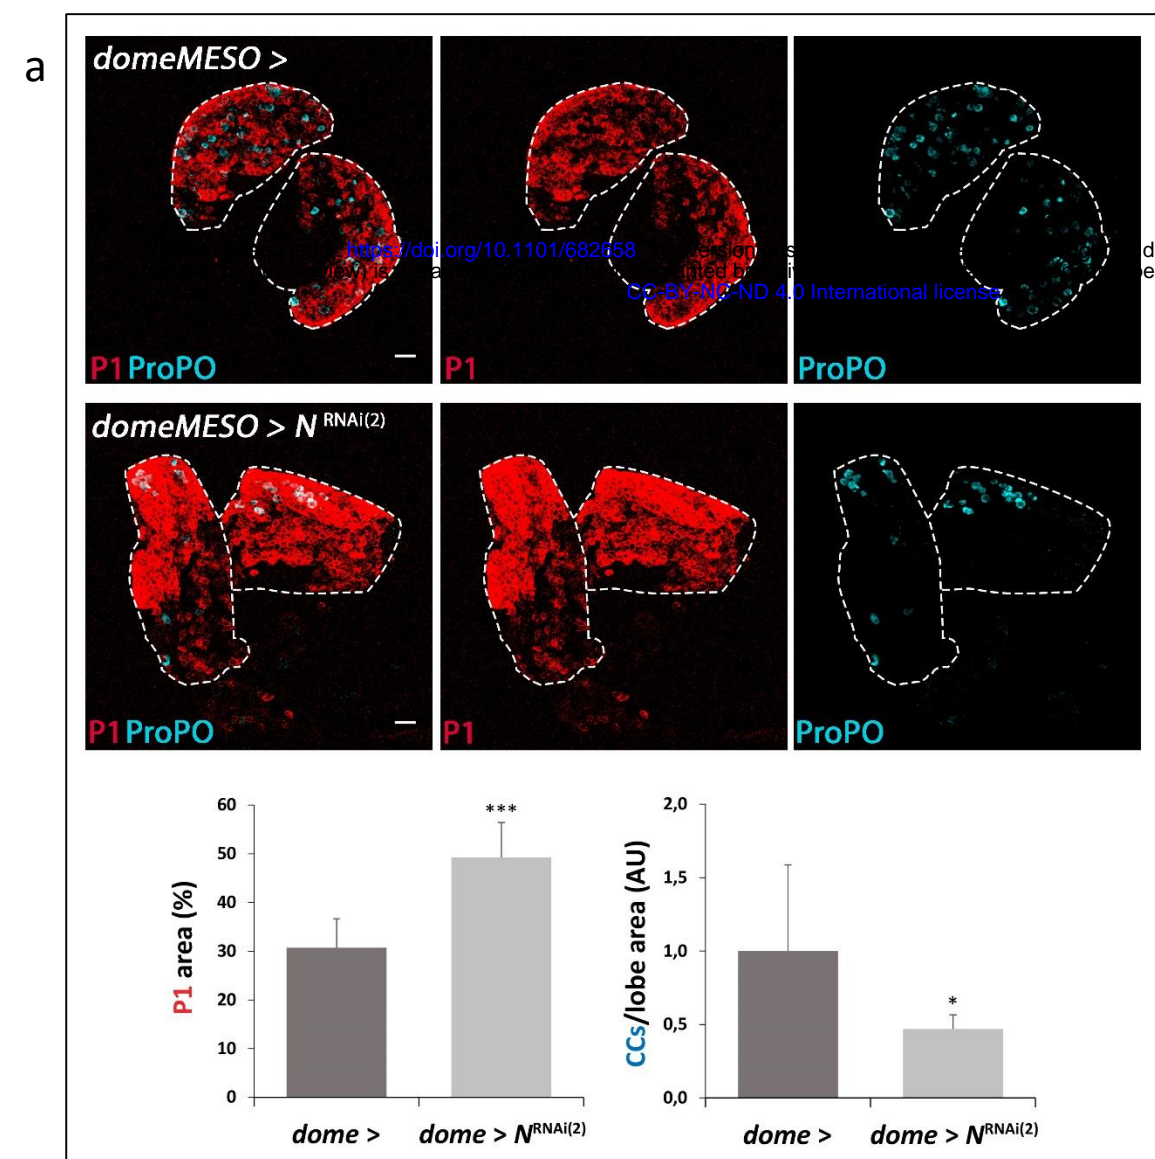 a
domeMESO >
https://doi.org/10.1101/682658
CC-BY-NC-ND 4.0 International license
P1 ProPO
P1
ProPO
domeMESO > N RNAi(2)
P1 ProPO
P1
ProPO
P1 area (%)
60
50
40
30
20
10
0
***
dome >
dome > N RNAi(2)
CCs/lobe area (AU)
2,0
1,5
1,0
0,5
0,0
*
dome >
dome > N RNAi(2)